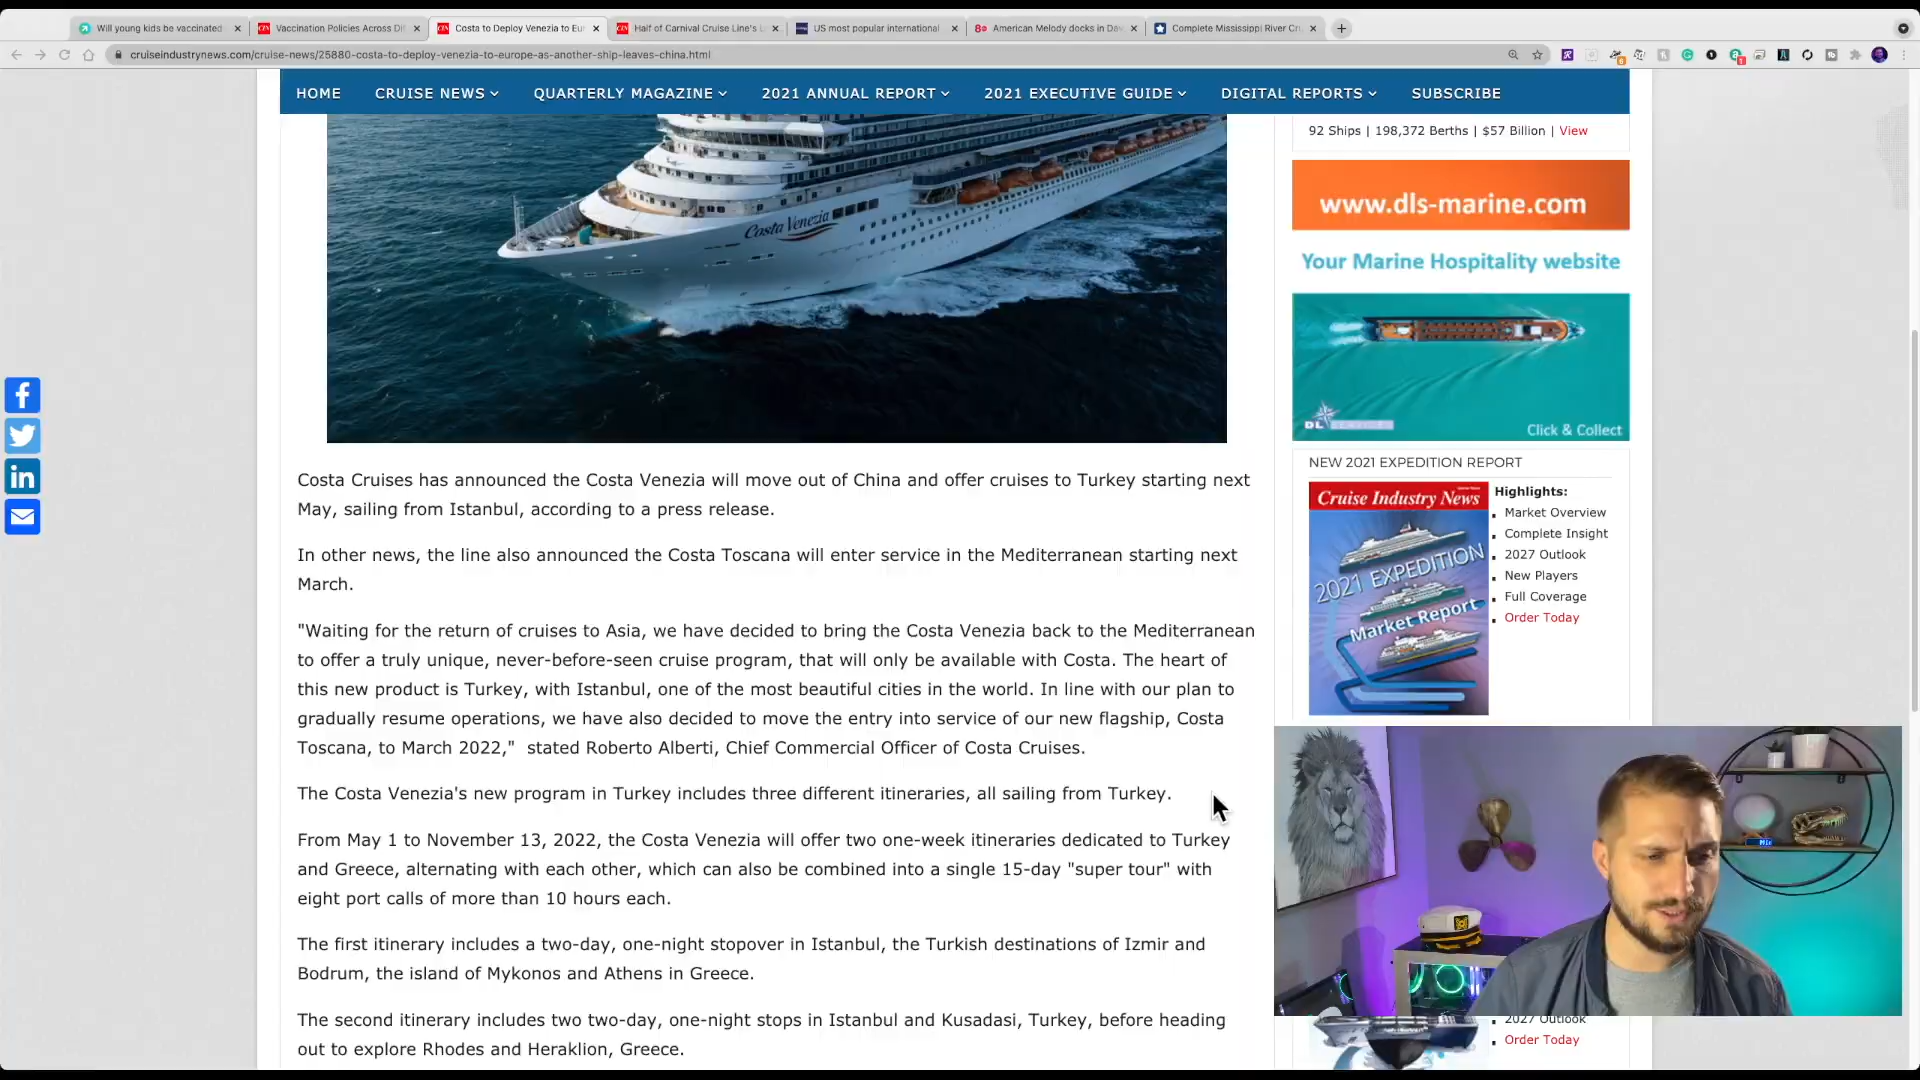 Will young kids be vaccinated
Vaccination Policies Across Di
Costa to Deploy Venezia to Eu
Half of Carnival Cruise Line's L
US most popular international
American Melody docks in Dav
Complete Mississippi River Cru
cruiseindustrynews.com/cruise-news/25880-costa-to-deploy-venezia-to-europe-as-another-ship-leaves-china.html
HOME CRUISE NEWS QUARTERLY MAGAZINE 2021 ANNUAL REPORT 2021 EXECUTIVE GUIDE DIGITAL REPORTS SUBSCRIBE
Costa Venezia
Costa Cruises has announced the Costa Venezia will move out of China and offer cruises to Turkey starting next
May, sailing from Istanbul, according to a press release.
In other news, the line also announced the Costa Toscana will enter service in the Mediterranean starting next
March.
"Waiting for the return of cruises to Asia, we have decided to bring the Costa Venezia back to the Mediterranean
to offer a truly unique, never-before-seen cruise program, that will only be available with Costa. The heart of
this new product is Turkey, with Istanbul, one of the most beautiful cities in the world. In line with our plan to
gradually resume operations, we have also decided to move the entry into service of our new flagship, Costa
Toscana, to March 2022," stated Roberto Alberti, Chief Commercial Officer of Costa Cruises.
The Costa Venezia's new program in Turkey includes three different itineraries, all sailing from Turkey.
From May 1 to November 13, 2022, the Costa Venezia will offer two one-week itineraries dedicated to Turkey
and Greece, alternating with each other, which can also be combined into a single 15-day "super tour" with
eight port calls of more than 10 hours each.
The first itinerary includes a two-day, one-night stopover in Istanbul, the Turkish destinations of Izmir and
Bodrum, the island of Mykonos and Athens in Greece.
The second itinerary includes two two-day, one-night stops in Istanbul and Kusadasi, Turkey, before heading
out to explore Rhodes and Heraklion, Greece.
92 Ships | 198,372 Berths | $57 Billion | View
www.dls-marine.com
Your Marine Hospitality website
Click & Collect
NEW 2021 EXPEDITION REPORT
Cruise Industry News
2021 EXPEDITION
Market Report
Highlights:
Market Overview
Complete Insight
2027 Outlook
New Players
Full Coverage
Order Today
2027 Outlook
Order Today